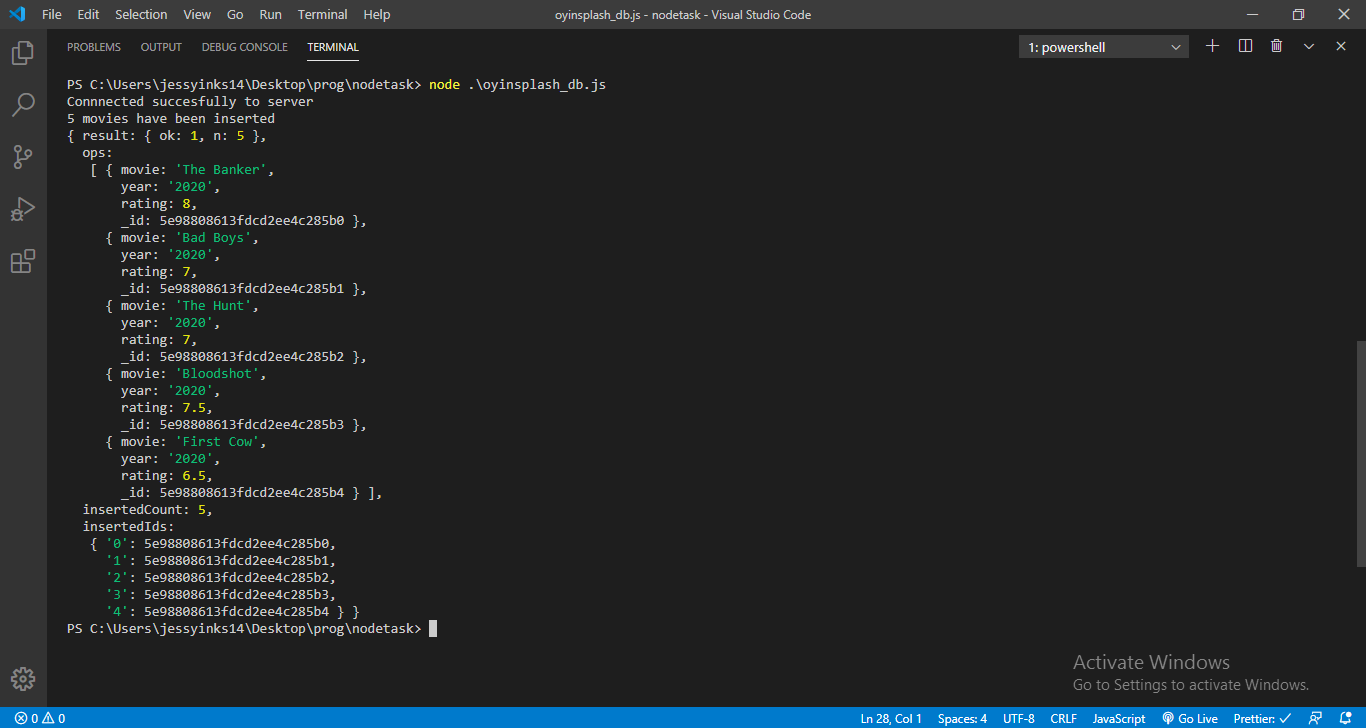 File Edit Selection View Go Run Terminal Help oyinsplash_db.js - nodetask - Visual Studio Code
PROBLEMS OUTPUT DEBUG CONSOLE TERMINAL 1: powershell
PS C:\Users\jessyinks14\Desktop\prog\nodetask> node .\oyinsplash_db.js
Connnected succesfully to server
5 movies have been inserted
{ result: { ok: 1, n: 5 },
ops:
[ { movie: 'The Banker',
year: '2020',
rating: 8,
_id: 5e98808613fdcd2ee4c285b0 },
{ movie: 'Bad Boys',
year: '2020',
rating: 7,
_id: 5e98808613fdcd2ee4c285b1 },
{ movie: 'The Hunt',
year: '2020',
rating: 7,
_id: 5e98808613fdcd2ee4c285b2 },
{ movie: 'Bloodshot',
year: '2020',
rating: 7.5,
_id: 5e98808613fdcd2ee4c285b3 },
{ movie: 'First Cow',
year: '2020',
rating: 6.5,
_id: 5e98808613fdcd2ee4c285b4 } ],
insertedCount: 5,
insertedIds:
{ '0': 5e98808613fdcd2ee4c285b0,
'1': 5e98808613fdcd2ee4c285b1,
'2': 5e98808613fdcd2ee4c285b2,
'3': 5e98808613fdcd2ee4c285b3,
'4': 5e98808613fdcd2ee4c285b4 } }
PS C:\Users\jessyinks14\Desktop\prog\nodetask>
Activate Windows
Go to Settings to activate Windows.
0 0 Ln 28, Col 1 Spaces: 4 UTF-8 CRLF JavaScript Go Live Prettier: ✓